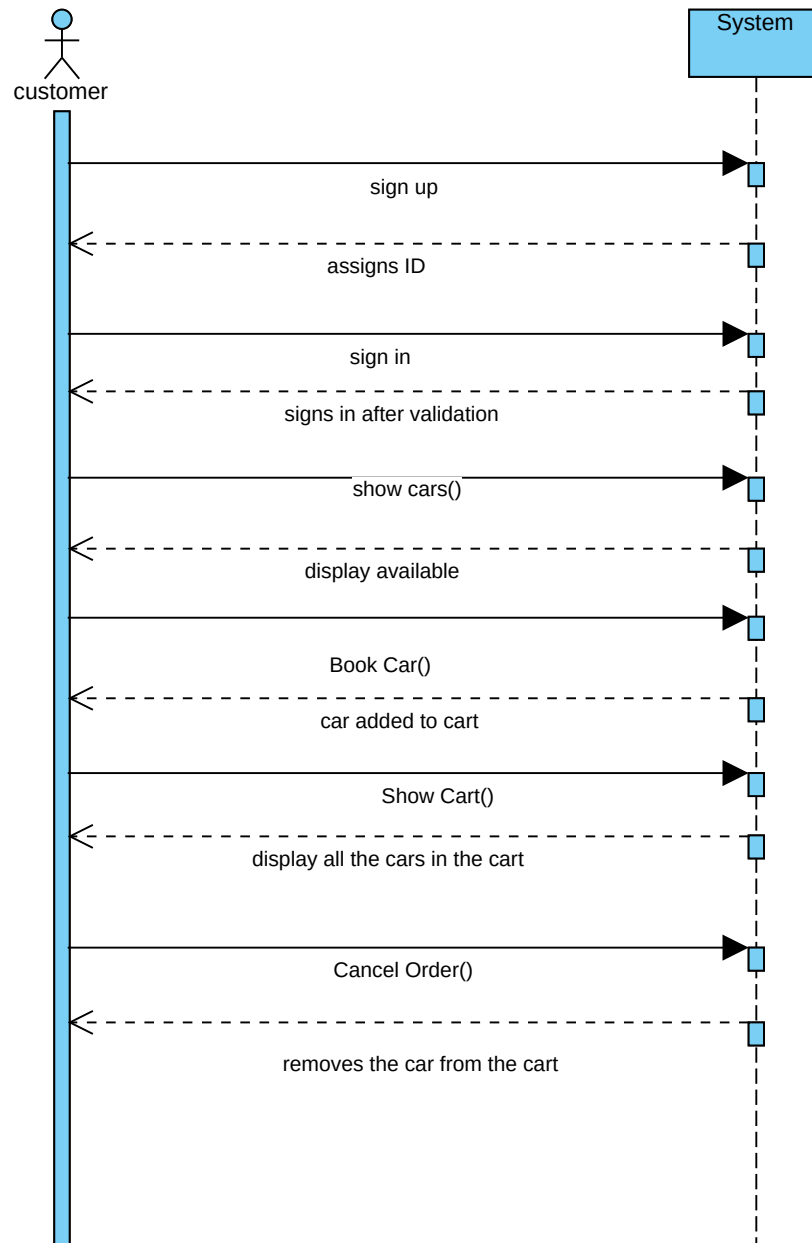 System
customer
sign up
assigns ID
sign in
signs in after validation
show cars()
display available
Book Car()
car added to cart
Show Cart()
display all the cars in the cart
Cancel Order()
removes the car from the cart